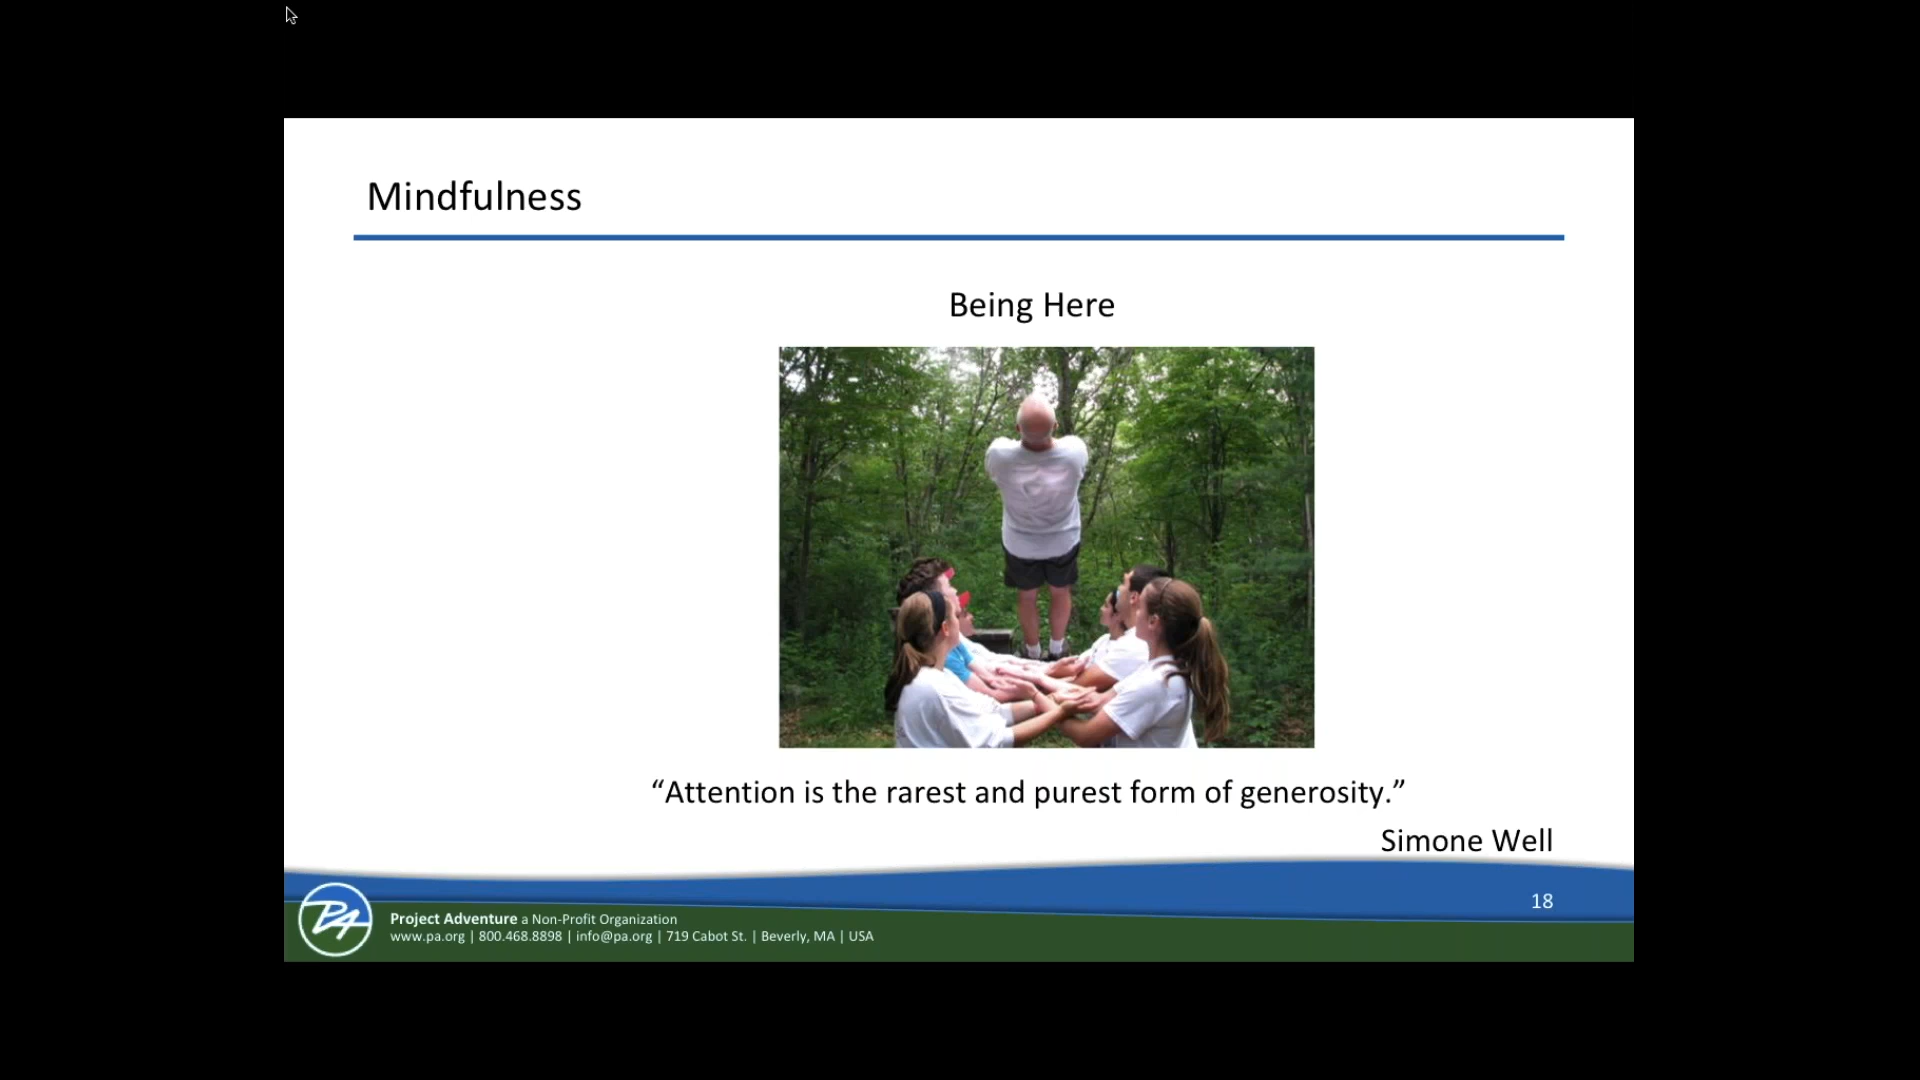 Mindfulness
Being Here
“Attention is the rarest and purest form of generosity.”
Simone Well
18
PA
Project Adventure a Non-Profit Organization
www.pa.org | 800.468.8898 | info@pa.org | 719 Cabot St. | Beverly, MA | USA